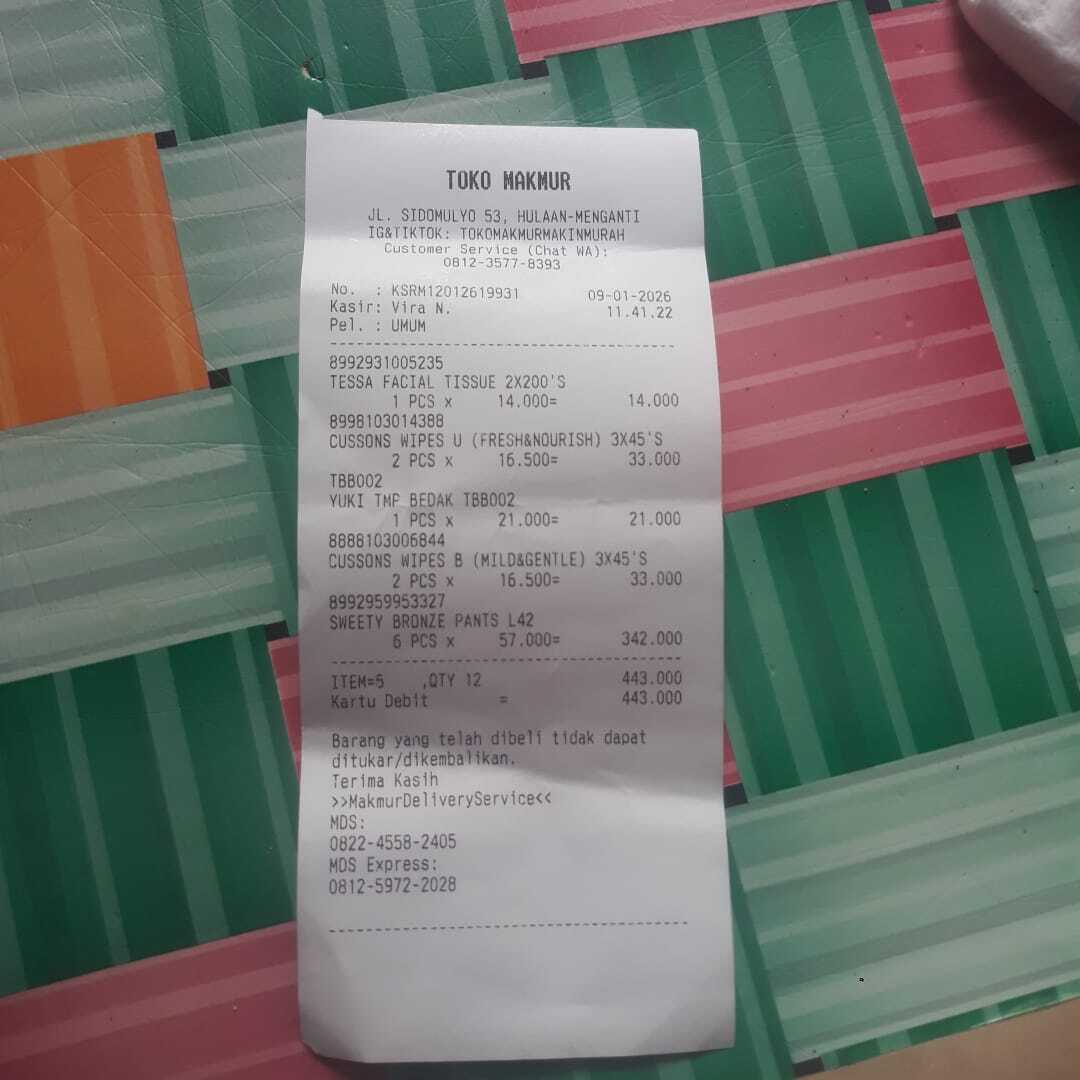 TOKO MAKMUR
JL. SIDOMULYO 53, HULAAN-MENGANTI
IG&TIKTOK: TOKOMAKMURMAKINMURAH
Customer Service (Chat WA):
0812-3577-8393
No. : KSRM12012619931 09-01-2026
Kasir: Vira N. 11.41.22
Pel. : UMUM
8992931005235
TESSA FACIAL TISSUE 2X200'S
1 PCS x 14.000= 14.000
8998103014388
CUSSONS WIPES U (FRESH&NOURISH) 3X45'S
2 PCS x 16.500= 33.000
TBB002
YUKI TMP BEDAK TBB002
1 PCS x 21.000= 21.000
8888103006844
CUSSONS WIPES B (MILD&GENTLE) 3X45'S
2 PCS x 16.500= 33.000
8992959953327
SWEETY BRONZE PANTS L42
6 PCS x 57.000= 342.000
ITEM=5 ,QTY 12 443.000
Kartu Debit = 443.000
Barang yang telah dibeli tidak dapat
ditukar/dikembalikan.
Terima Kasih
>>MakmurDeliveryService<<
MDS:
0822-4558-2405
MDS Express:
0812-5972-2028